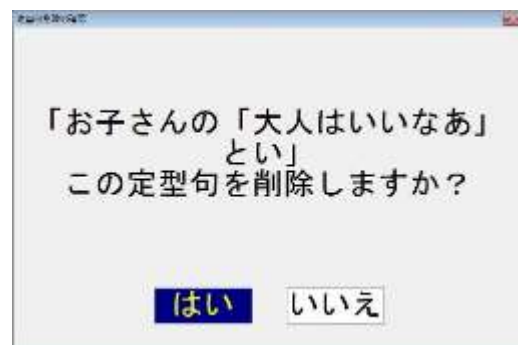 「お子さんの「大人はいいなあ」
とい」
この定型句を削除しますか？
はい
いいえ